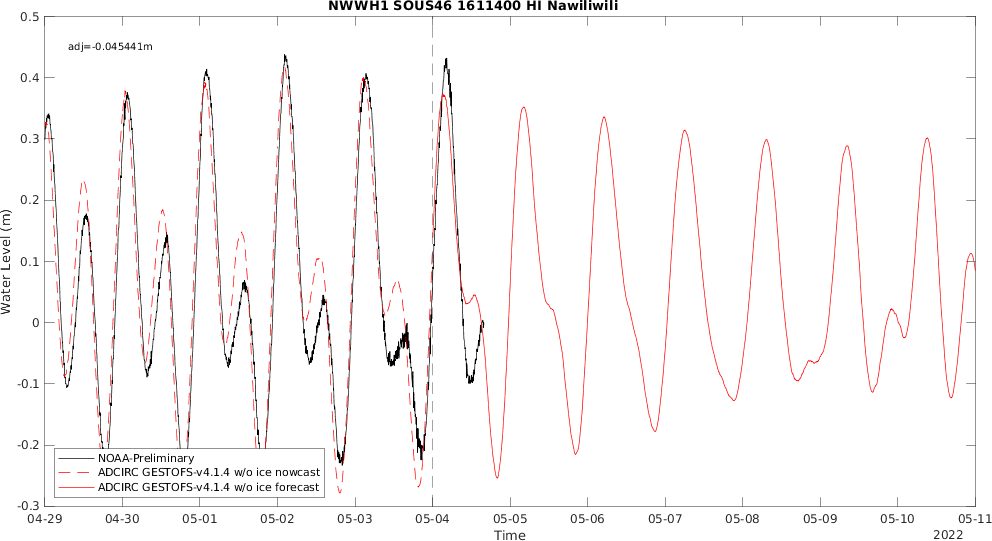 NWWH1 SOUS46 1611400 HI Nawiliwili
adj=-0.045441m
Water Level (m)
0.5
0.4
0.3
0.2
0.1
0
-0.1
-0.2
-0.3
NOAA-Preliminary
ADCIRC GESTOFS-v4.1.4 w/o ice nowcast
ADCIRC GESTOFS-v4.1.4 w/o ice forecast
04-29 04-30 05-01 05-02 05-03 05-04 05-05 05-06 05-07 05-08 05-09 05-10 05-11
Time
2022